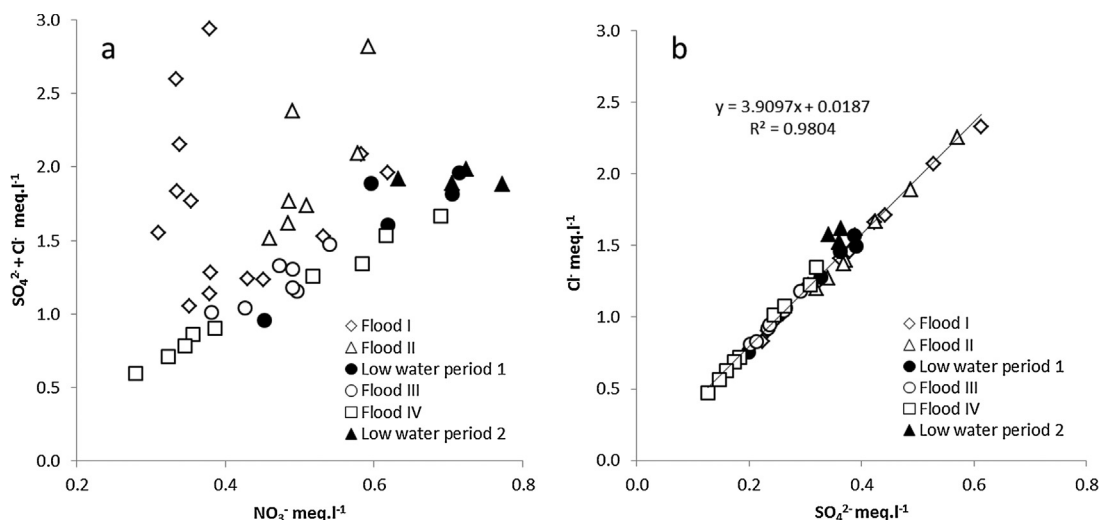 a
3.0
2.5
2.0
1.5
1.0
0.5
0.0
SO₄²⁻ + Cl⁻ meq.l⁻¹
0.2 0.4 0.6 0.8
NO₃⁻ meq.l⁻¹
Flood I
Flood II
Low water period 1
Flood III
Flood IV
Low water period 2
b
3.0
2.5
2.0
1.5
1.0
0.5
0.0
Cl⁻ meq.l⁻¹
y = 3.9097x + 0.0187
R² = 0.9804
0.0 0.2 0.4 0.6 0.8
SO₄²⁻ meq.l⁻¹
Flood I
Flood II
Low water period 1
Flood III
Flood IV
Low water period 2